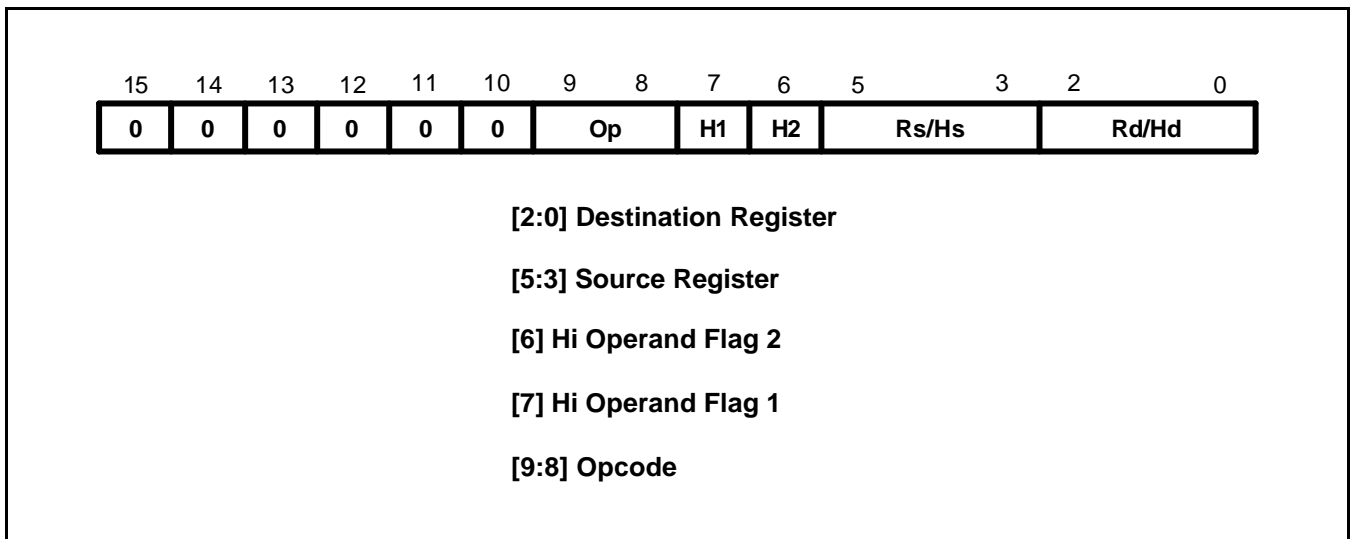 15 14 13 12 11 10 9 8 7 6 5 3 2 0
0 0 0 0 0 0 Op H1 H2 Rs/Hs Rd/Hd
[2:0] Destination Register
[5:3] Source Register
[6] Hi Operand Flag 2
[7] Hi Operand Flag 1
[9:8] Opcode